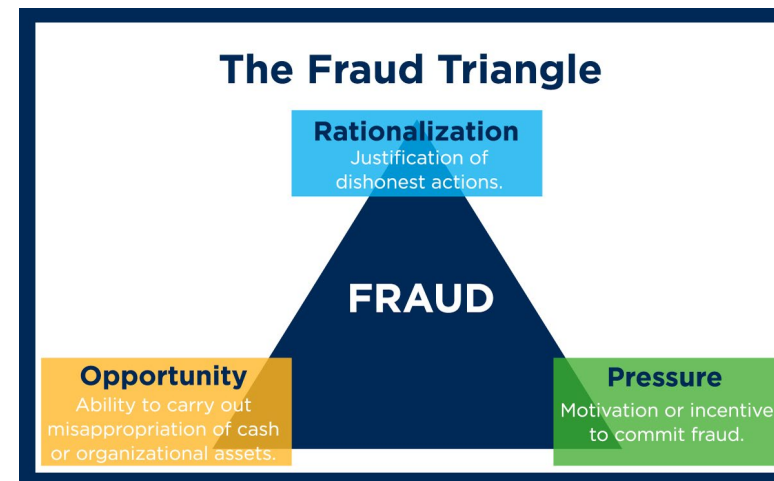 The Fraud Triangle
Rationalization
Justification of
dishonest actions.
FRAUD
Opportunity
Ability to carry out
misappropriation of cash
or organizational assets.
Pressure
Motivation or incentive
to commit fraud.